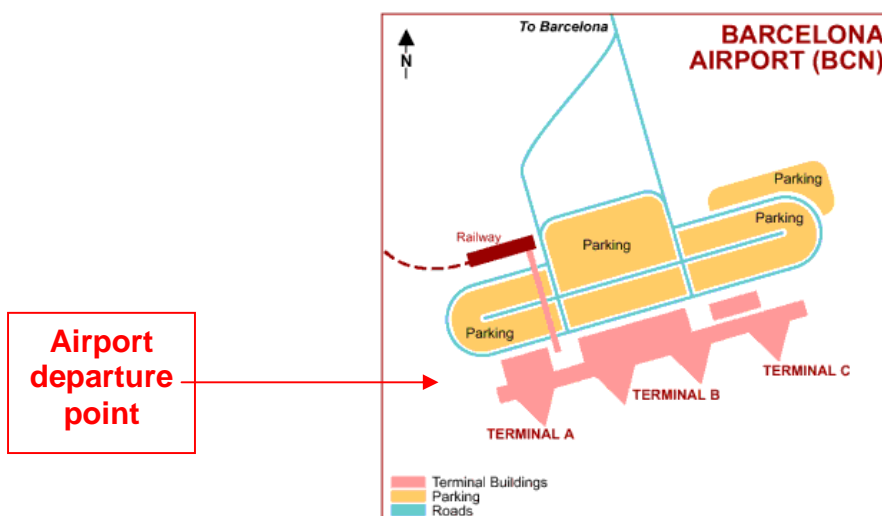 To Barcelona
BARCELONA
AIRPORT (BCN)
N
Parking
Parking
Railway
Parking
Parking
Airport
departure
point
TERMINAL C
TERMINAL B
TERMINAL A
Terminal Buildings
Parking
Roads